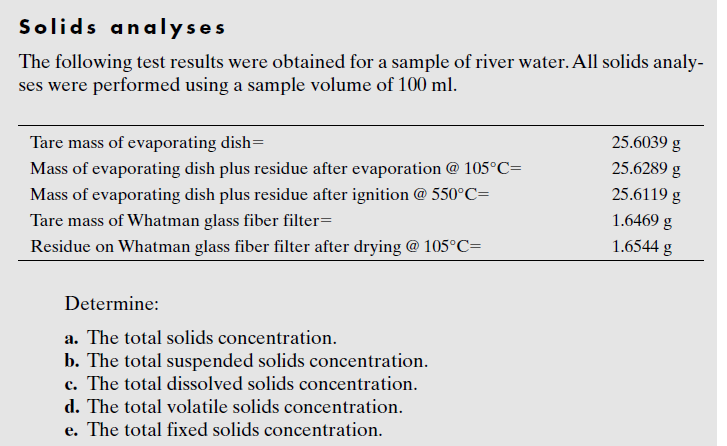 Solids analyses
The following test results were obtained for a sample of river water. All solids analy-
ses were performed using a sample volume of 100 ml.
Tare mass of evaporating dish= 25.6039 g
Mass of evaporating dish plus residue after evaporation @ 105°C= 25.6289 g
Mass of evaporating dish plus residue after ignition @ 550°C= 25.6119 g
Tare mass of Whatman glass fiber filter= 1.6469 g
Residue on Whatman glass fiber filter after drying @ 105°C= 1.6544 g
Determine:
a. The total solids concentration.
b. The total suspended solids concentration.
c. The total dissolved solids concentration.
d. The total volatile solids concentration.
e. The total fixed solids concentration.